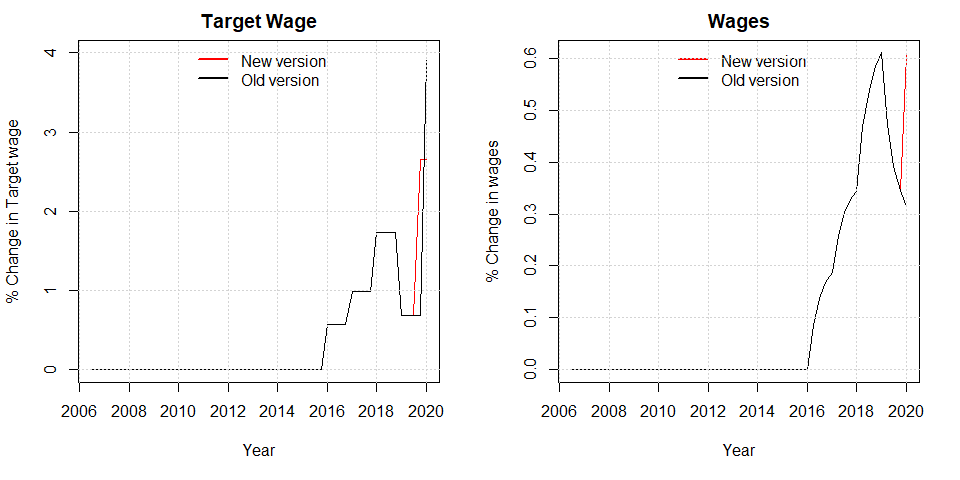 Target Wage
New version
Old version
% Change in Target wage
4
3
2
1
0
2006 2008 2010 2012 2014 2016 2018 2020
Year
Wages
New version
Old version
% Change in wages
0.6
0.5
0.4
0.3
0.2
0.1
0.0
2006 2008 2010 2012 2014 2016 2018 2020
Year